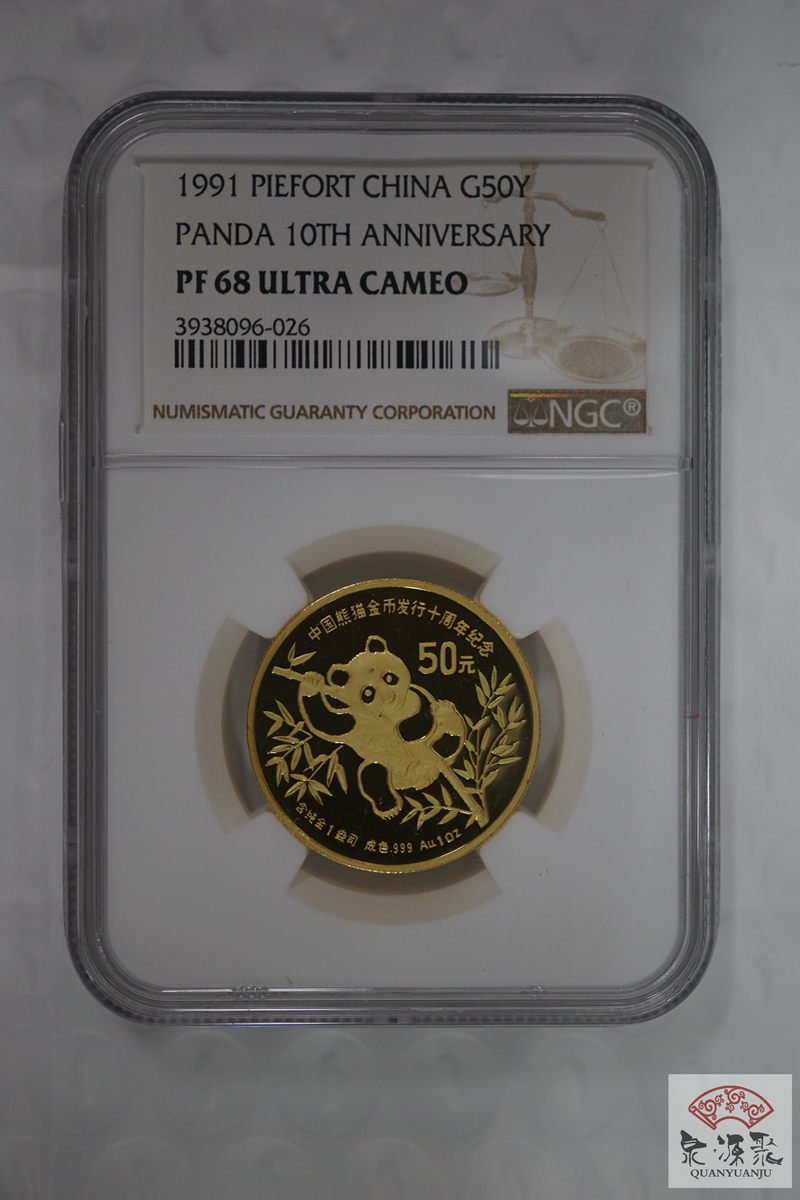 1991 PIEFORT CHINA G50Y
PANDA 10TH ANNIVERSARY
PF 68 ULTRA CAMEO
3938096-026
NUMISMATIC GUARANTY CORPORATION
NGC®
中国熊猫金币发行十周年纪念
50元
含纯金1盎司 成色.999 Au1oz
泉源聚
QUANYUANJU